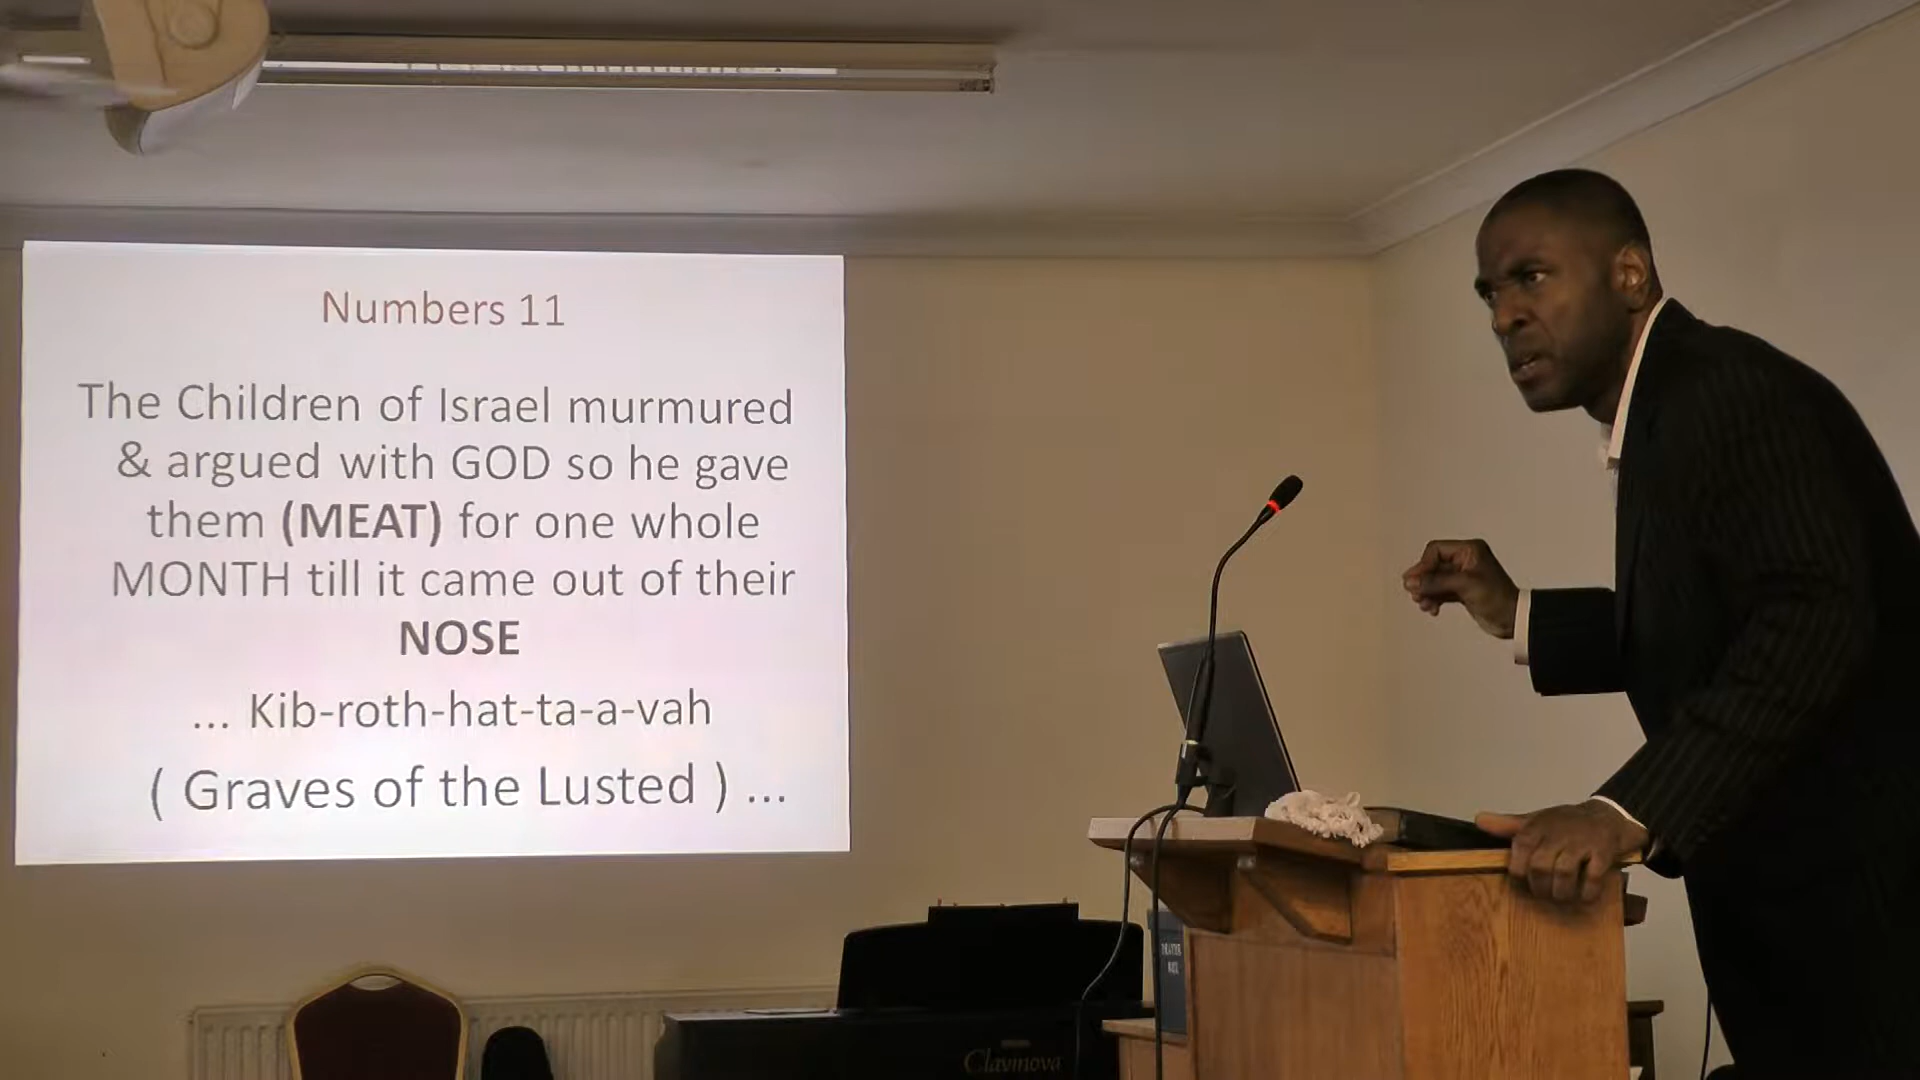 Numbers 11
The Children of Israel murmured
& argued with GOD so he gave
them (MEAT) for one whole
MONTH till it came out of their
NOSE
... Kib-roth-hat-ta-a-vah
( Graves of the Lusted ) ...
Clavinova